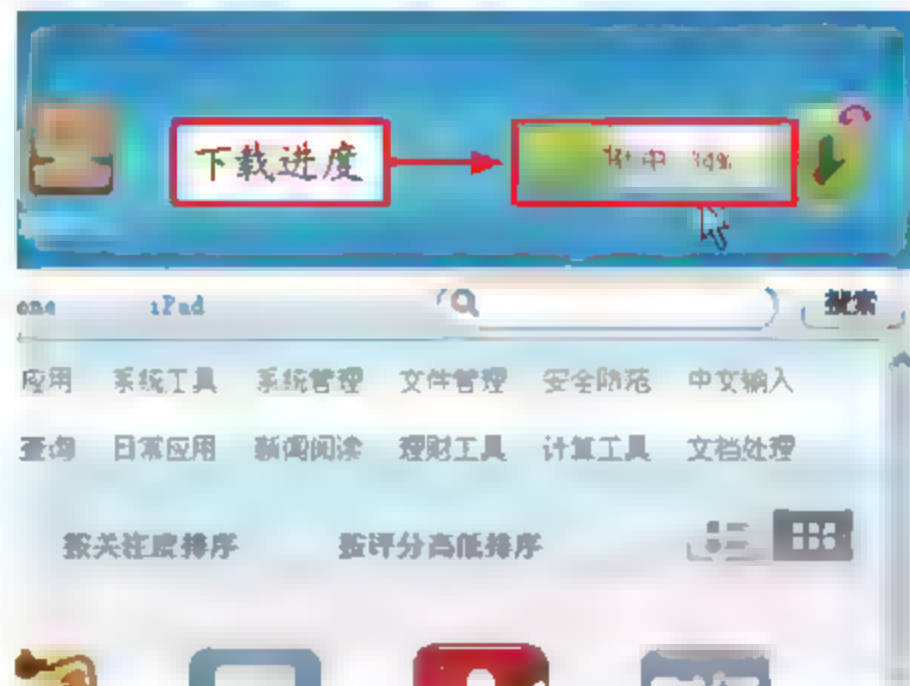 下载进度
one iPad 搜索
应用 系统工具 系统管理 文件管理 安全防范 中文输入
查询 日常应用 新闻阅读 理财工具 计算工具 文档处理
按关注度排序 按评分高低排序